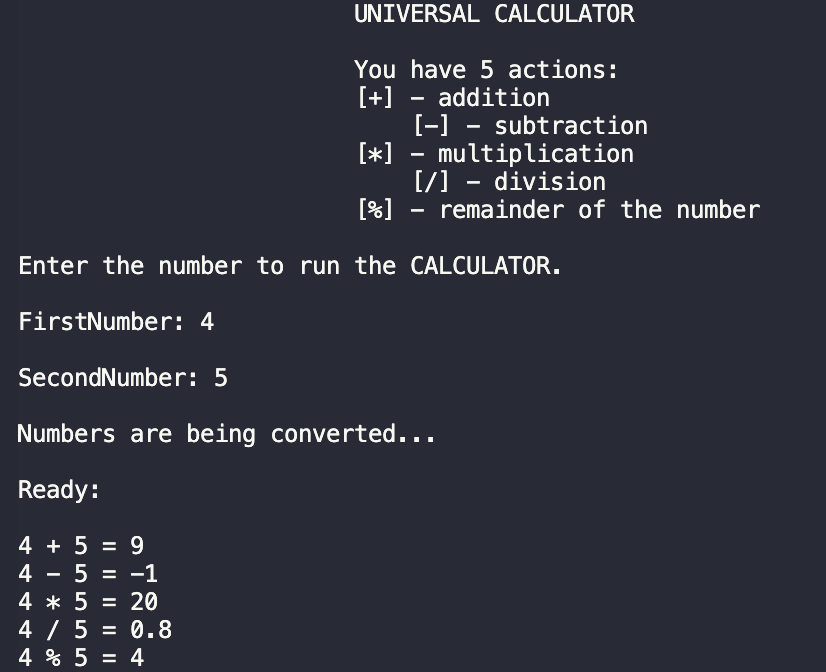 UNIVERSAL CALCULATOR
You have 5 actions:
[+] – addition
[–] – subtraction
[*] – multiplication
[/] – division
[%] – remainder of the number
Enter the number to run the CALCULATOR.
FirstNumber: 4
SecondNumber: 5
Numbers are being converted...
Ready:
4 + 5 = 9
4 – 5 = –1
4 * 5 = 20
4 / 5 = 0.8
4 % 5 = 4